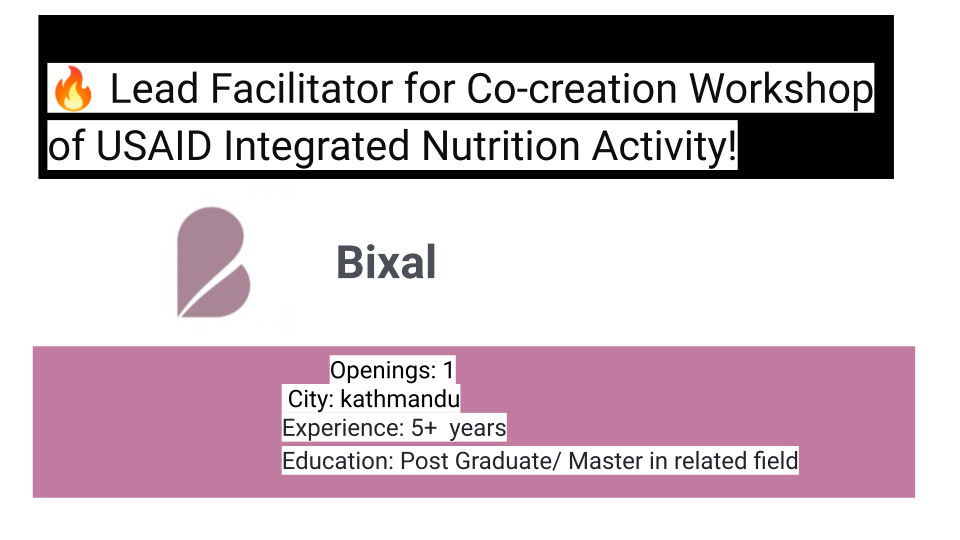 🔥 Lead Facilitator for Co-creation Workshop
of USAID Integrated Nutrition Activity!
Bixal
Openings: 1
City: kathmandu
Experience: 5+  years
Education: Post Graduate/ Master in related field